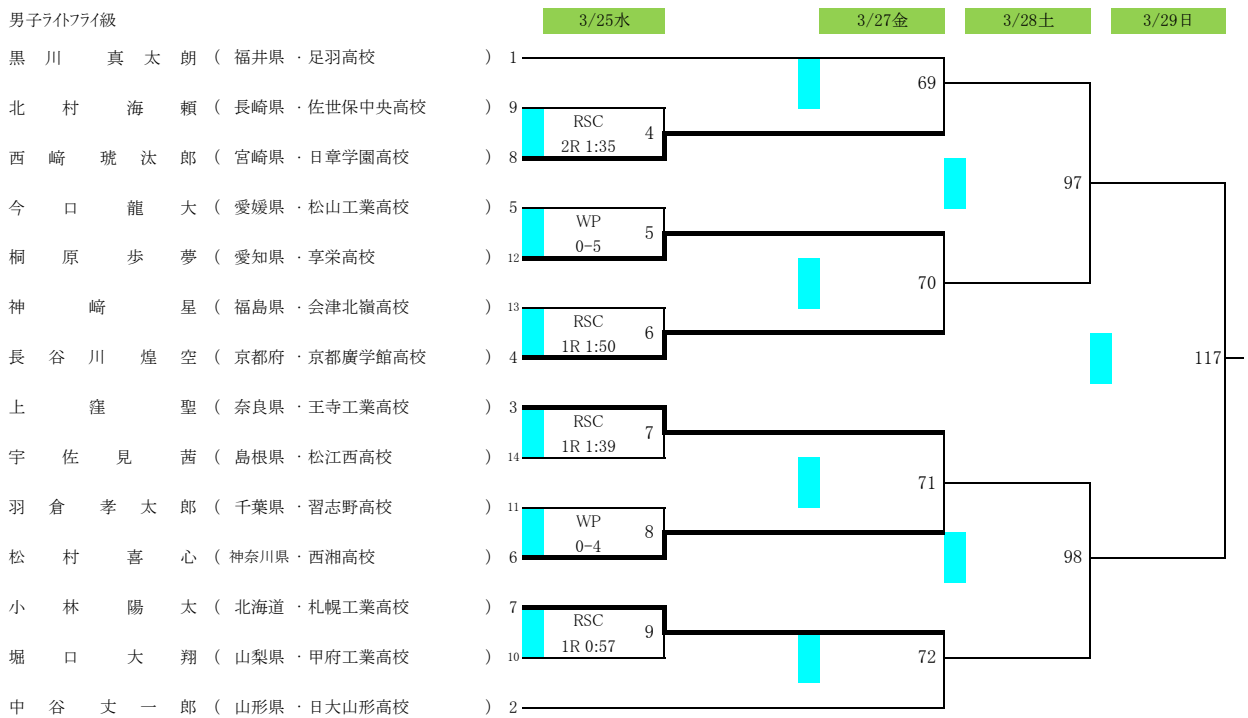 男子ライトフライ級 3/25水 3/27金 3/28土 3/29日
黒川 真太朗 ( 福井県 ・足羽高校 ) 1
69
北村 海頼 ( 長崎県 ・佐世保中央高校 ) 9
RSC 4
2R 1:35
西﨑 琥汰郎 ( 宮崎県 ・日章学園高校 ) 8
97
今口 龍大 ( 愛媛県 ・松山工業高校 ) 5
WP 5
0-5
桐原 歩夢 ( 愛知県 ・享栄高校 ) 12
70
神﨑 星 ( 福島県 ・会津北嶺高校 ) 13
RSC 6
1R 1:50
長谷川 煌空 ( 京都府 ・京都廣学館高校 ) 4
117
上窪 聖 ( 奈良県 ・王寺工業高校 ) 3
RSC 7
1R 1:39
宇佐見 茜 ( 島根県 ・松江西高校 ) 14
71
羽倉 孝太郎 ( 千葉県 ・習志野高校 ) 11
WP 8
0-4
松村 喜心 ( 神奈川県 ・西湘高校 ) 6
98
小林 陽太 ( 北海道 ・札幌工業高校 ) 7
RSC 9
1R 0:57
堀口 大翔 ( 山梨県 ・甲府工業高校 ) 10
72
中谷 丈一郎 ( 山形県 ・日大山形高校 ) 2